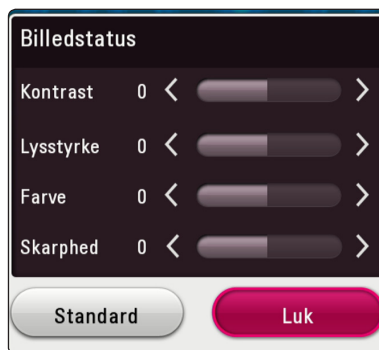 Billedstatus
Kontrast 0
Lysstyrke 0
Farve 0
Skarphed 0
Standard Luk